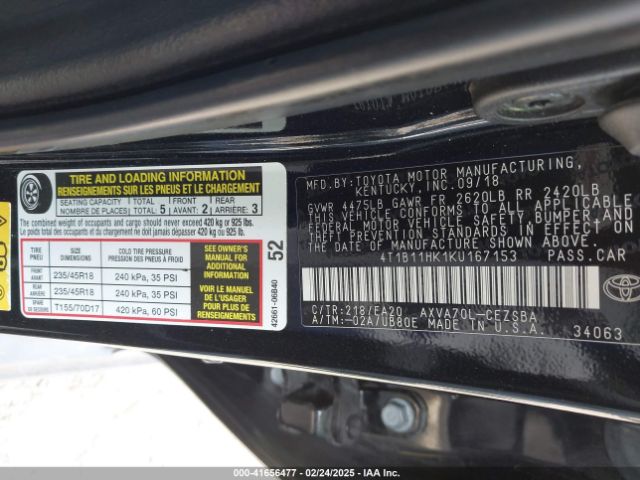 TIRE AND LOADING INFORMATION
RENSEIGNEMENTS SUR LES PNEUS ET LE CHARGEMENT
SEATING CAPACITY
NOMBRE DE PLACES
TOTAL 5
FRONT
AVANT: 2
REAR
ARRIÈRE: 3
The combined weight of occupants and cargo should never exceed 420 kg or 925 lbs.
Le poids total des occupants et du chargement ne doit jamais dépasser 420 kg ou 925 lb.
TIRE
PNEU
SIZE
DIMENSIONS
COLD TIRE PRESSURE
PRESSION DES PNEUS À FROID
FRONT
AVANT
235/45R18
240 kPa, 35 PSI
REAR
ARRIÈRE
235/45R18
240 kPa, 35 PSI
SPARE
DE SECOURS
T155/70D17
420 kPa, 60 PSI
SEE OWNER'S
MANUAL FOR
ADDITIONAL
INFORMATION
VOIR LE MANUEL
DE L'USAGER
POUR PLUS DE
RENSEIGNEMENTS
52
42661-06B40
MFD.BY:TOYOTA MOTOR MANUFACTURING,
KENTUCKY, INC.09/18
GVWR 4475LB GAWR FR 2620LB RR 2420LB
THIS VEHICLE CONFORMS TO ALL APPLICABLE
FEDERAL MOTOR VEHICLE SAFETY, BUMPER, AND
THEFT PREVENTION STANDARDS IN EFFECT ON
THE DATE OF MANUFACTURE SHOWN ABOVE.
4T1B11HK1KU167153 PASS.CAR
C/TR:218/EA20 AXVA70L-CEZSBA
A/TM:-02A/UB80E MADE IN U.S.A.
34063
TOYOTA
IAA 000-41656477 - 02/24/2025 - IAA Inc.